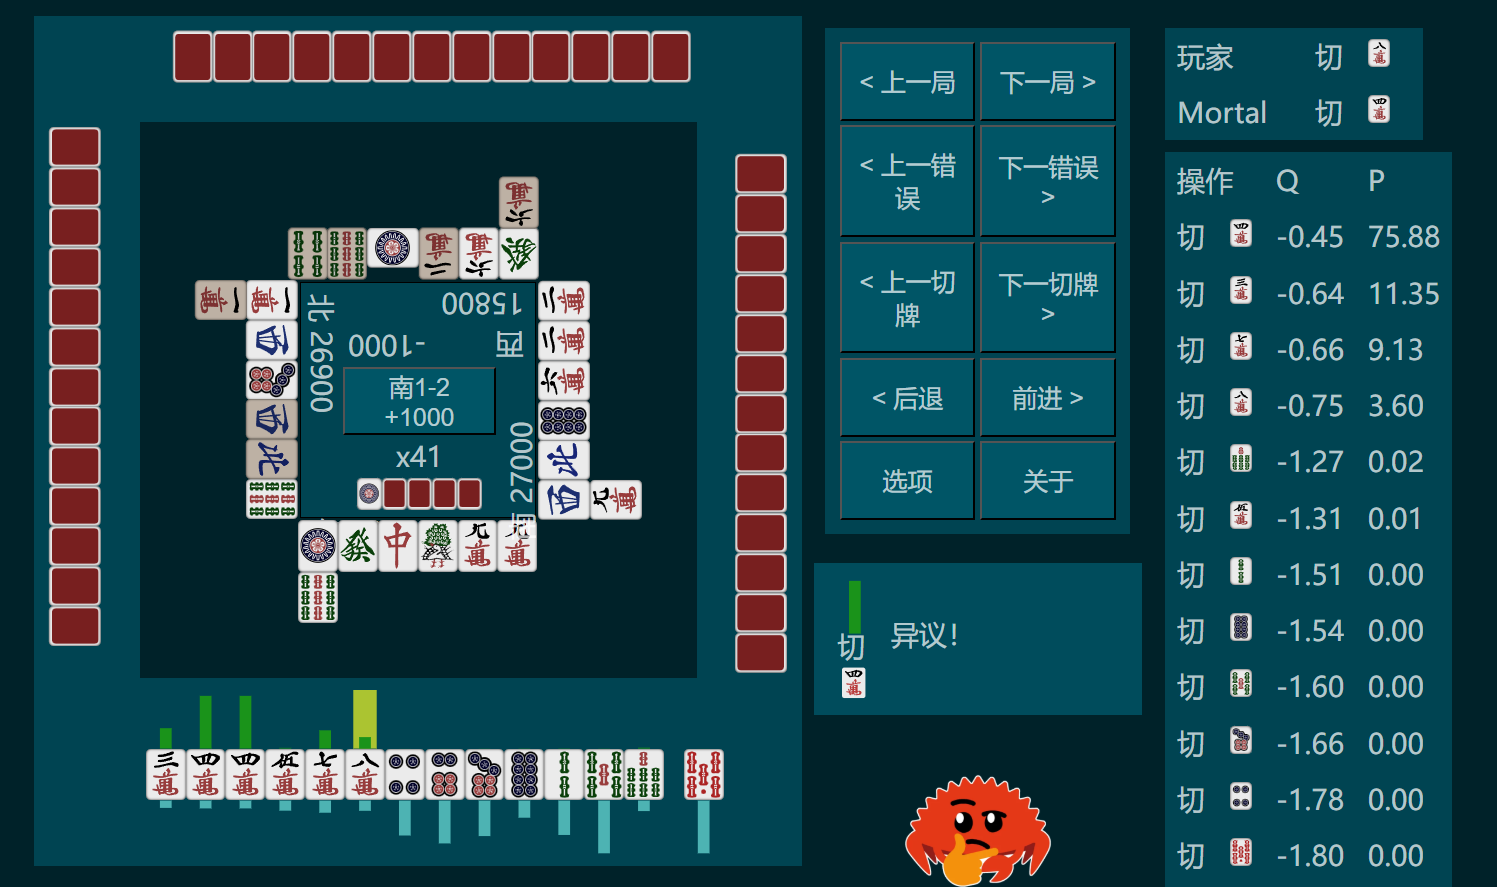 北 26900
15800
西
-1000
南1-2
+1000
x41
南 27000
< 上一局
下一局 >
< 上一错
误
下一错误
>
< 上一切
牌
下一切牌
>
< 后退
前进 >
选项
关于
切
异议!
玩家 切
Mortal 切
操作 Q P
切 -0.45 75.88
切 -0.64 11.35
切 -0.66 9.13
切 -0.75 3.60
切 -1.27 0.02
切 -1.31 0.01
切 -1.51 0.00
切 -1.54 0.00
切 -1.60 0.00
切 -1.66 0.00
切 -1.78 0.00
切 -1.80 0.00